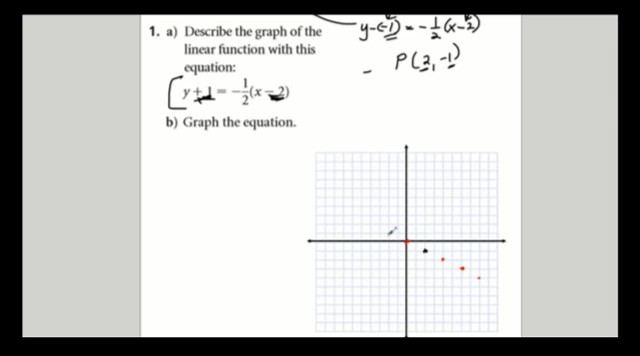 1. a) Describe the graph of the
linear function with this
equation:
y + 1 = -1/2(x - 2)
b) Graph the equation.
y-(-1) = -1/2(x-2)
- P(2, -1)